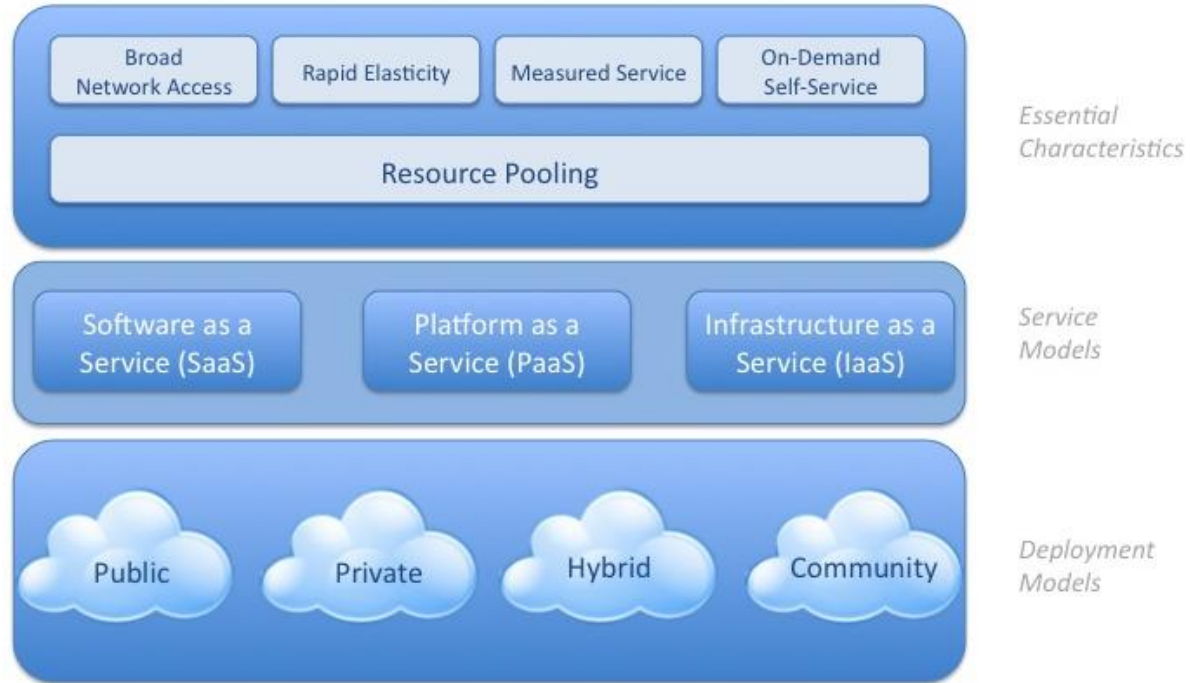 Broad
Network Access
Rapid Elasticity
Measured Service
On-Demand
Self-Service
Resource Pooling
Essential
Characteristics
Software as a
Service (SaaS)
Platform as a
Service (PaaS)
Infrastructure as a
Service (IaaS)
Service
Models
Public
Private
Hybrid
Community
Deployment
Models